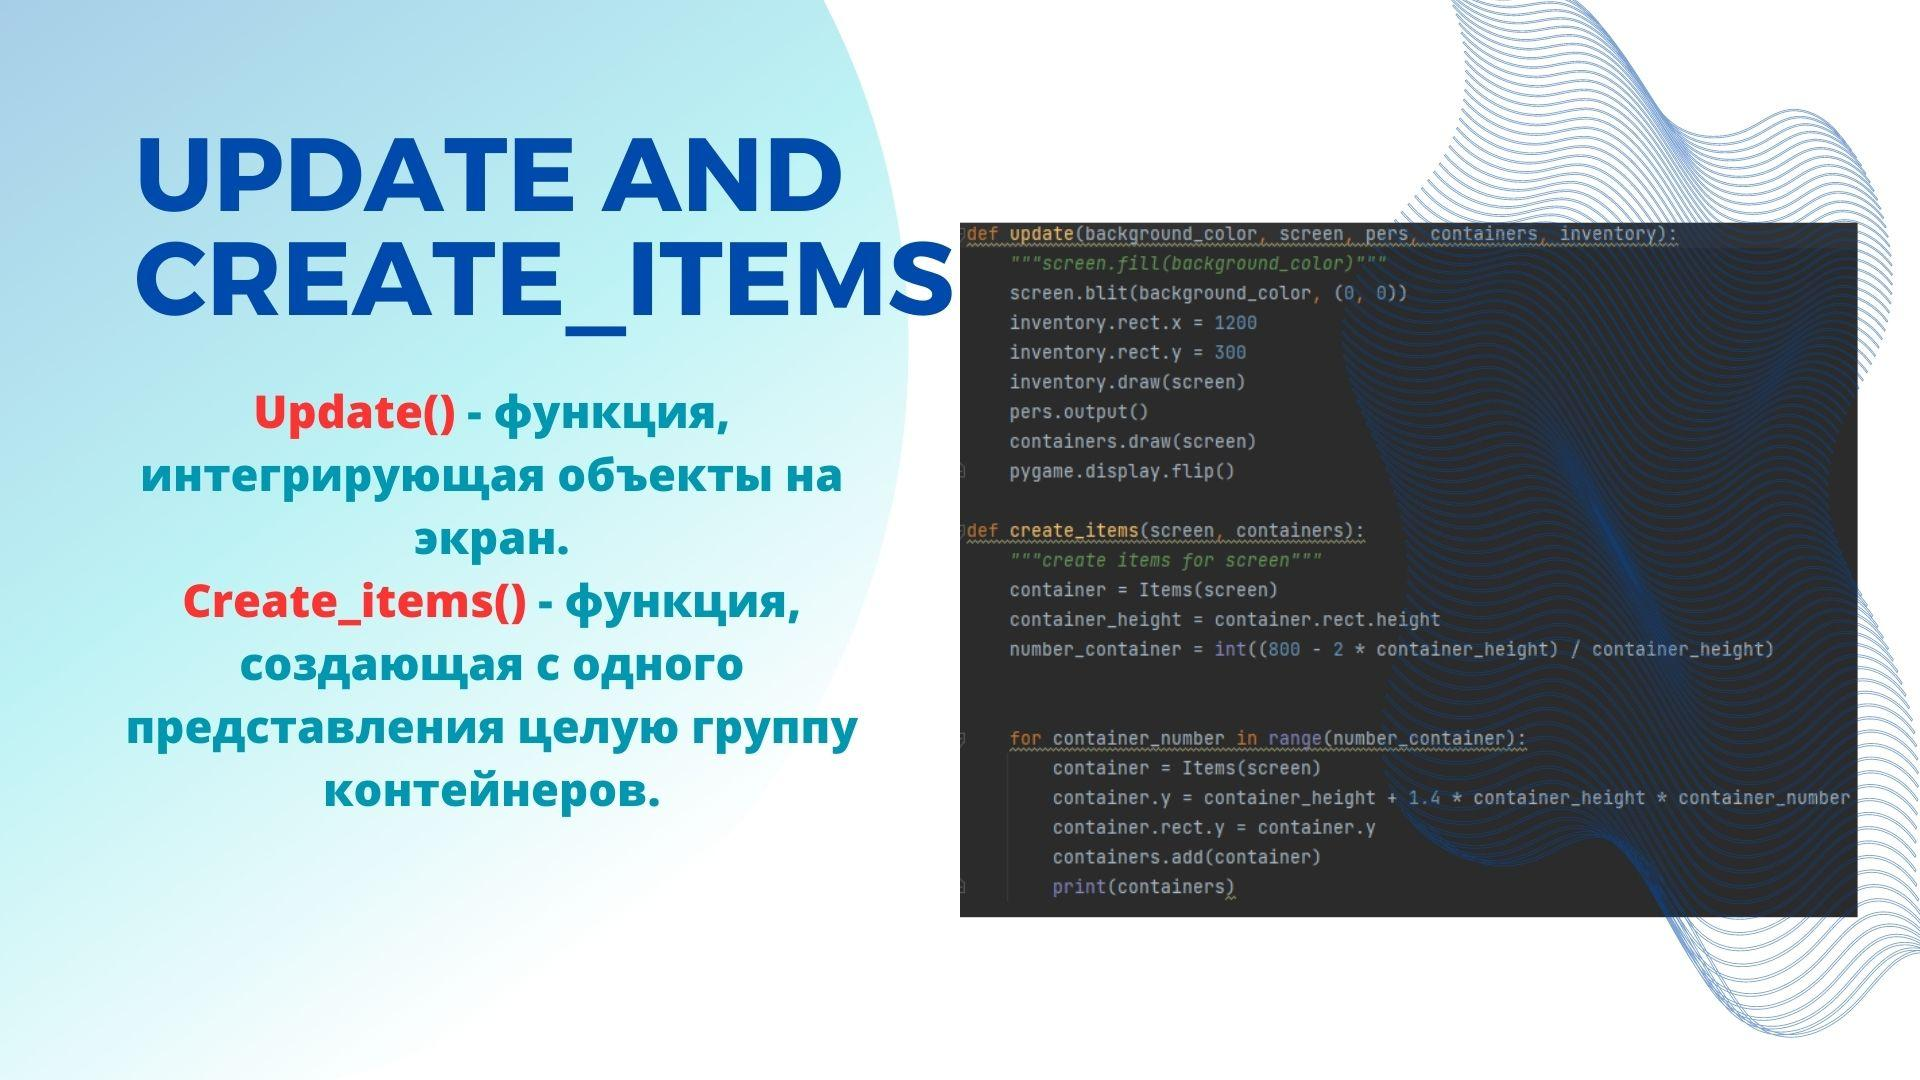 UPDATE AND
CREATE_ITEMS
Update() - функция,
интегрирующая объекты на
экран.
Create_items() - функция,
создающая с одного
представления целую группу
контейнеров.
def update(background_color, screen, pers, containers, inventory):
"""screen.fill(background_color)"""
screen.blit(background_color, (0, 0))
inventory.rect.x = 1200
inventory.rect.y = 300
inventory.draw(screen)
pers.output()
containers.draw(screen)
pygame.display.flip()
def create_items(screen, containers):
"""create items for screen"""
container = Items(screen)
container_height = container.rect.height
number_container = int((800 - 2 * container_height) / container_height)
for container_number in range(number_container):
container = Items(screen)
container.y = container_height + 1.4 * container_height * container_number
container.rect.y = container.y
containers.add(container)
print(containers)